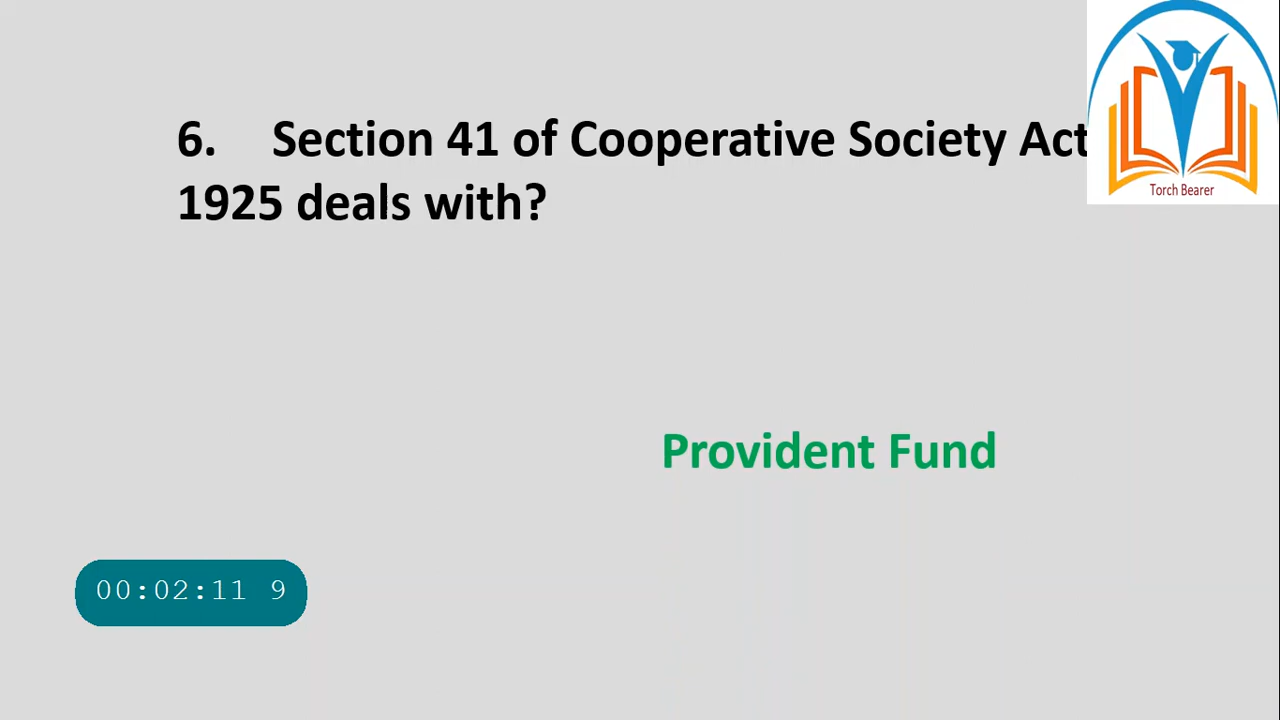 6. Section 41 of Cooperative Society Act
1925 deals with?
Torch Bearer
Provident Fund
00:02:11 9